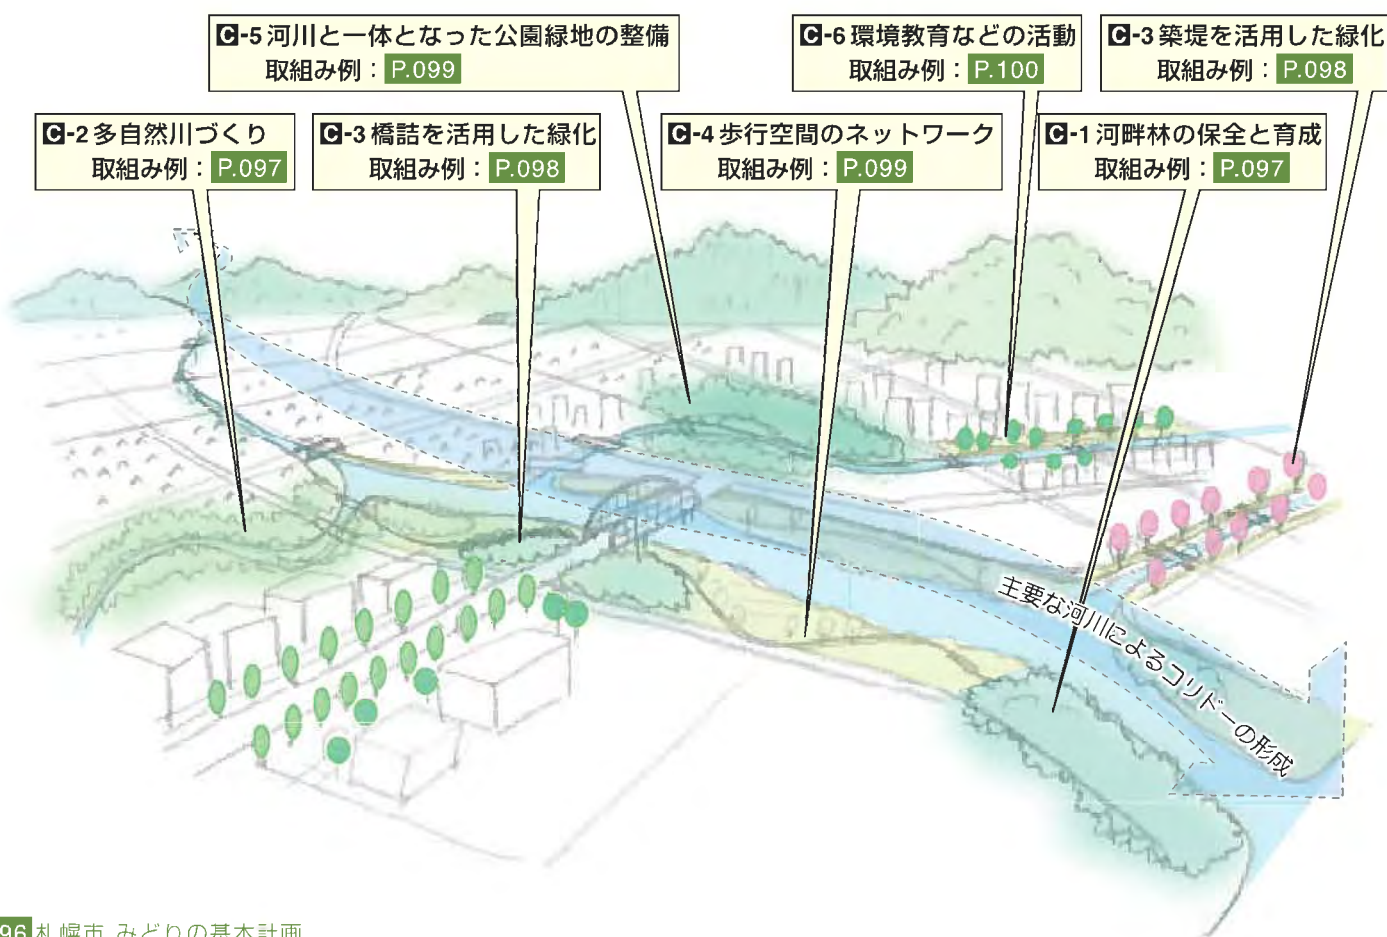 C-5 河川と一体となった公園緑地の整備
取組み例：P.099
C-6 環境教育などの活動
取組み例：P.100
C-3 築堤を活用した緑化
取組み例：P.098
C-2 多自然川づくり
取組み例：P.097
C-3 橋詰を活用した緑化
取組み例：P.098
C-4 歩行空間のネットワーク
取組み例：P.099
C-1 河畔林の保全と育成
取組み例：P.097
主要な河川によるコリドーの形成
96 札幌市 みどりの基本計画